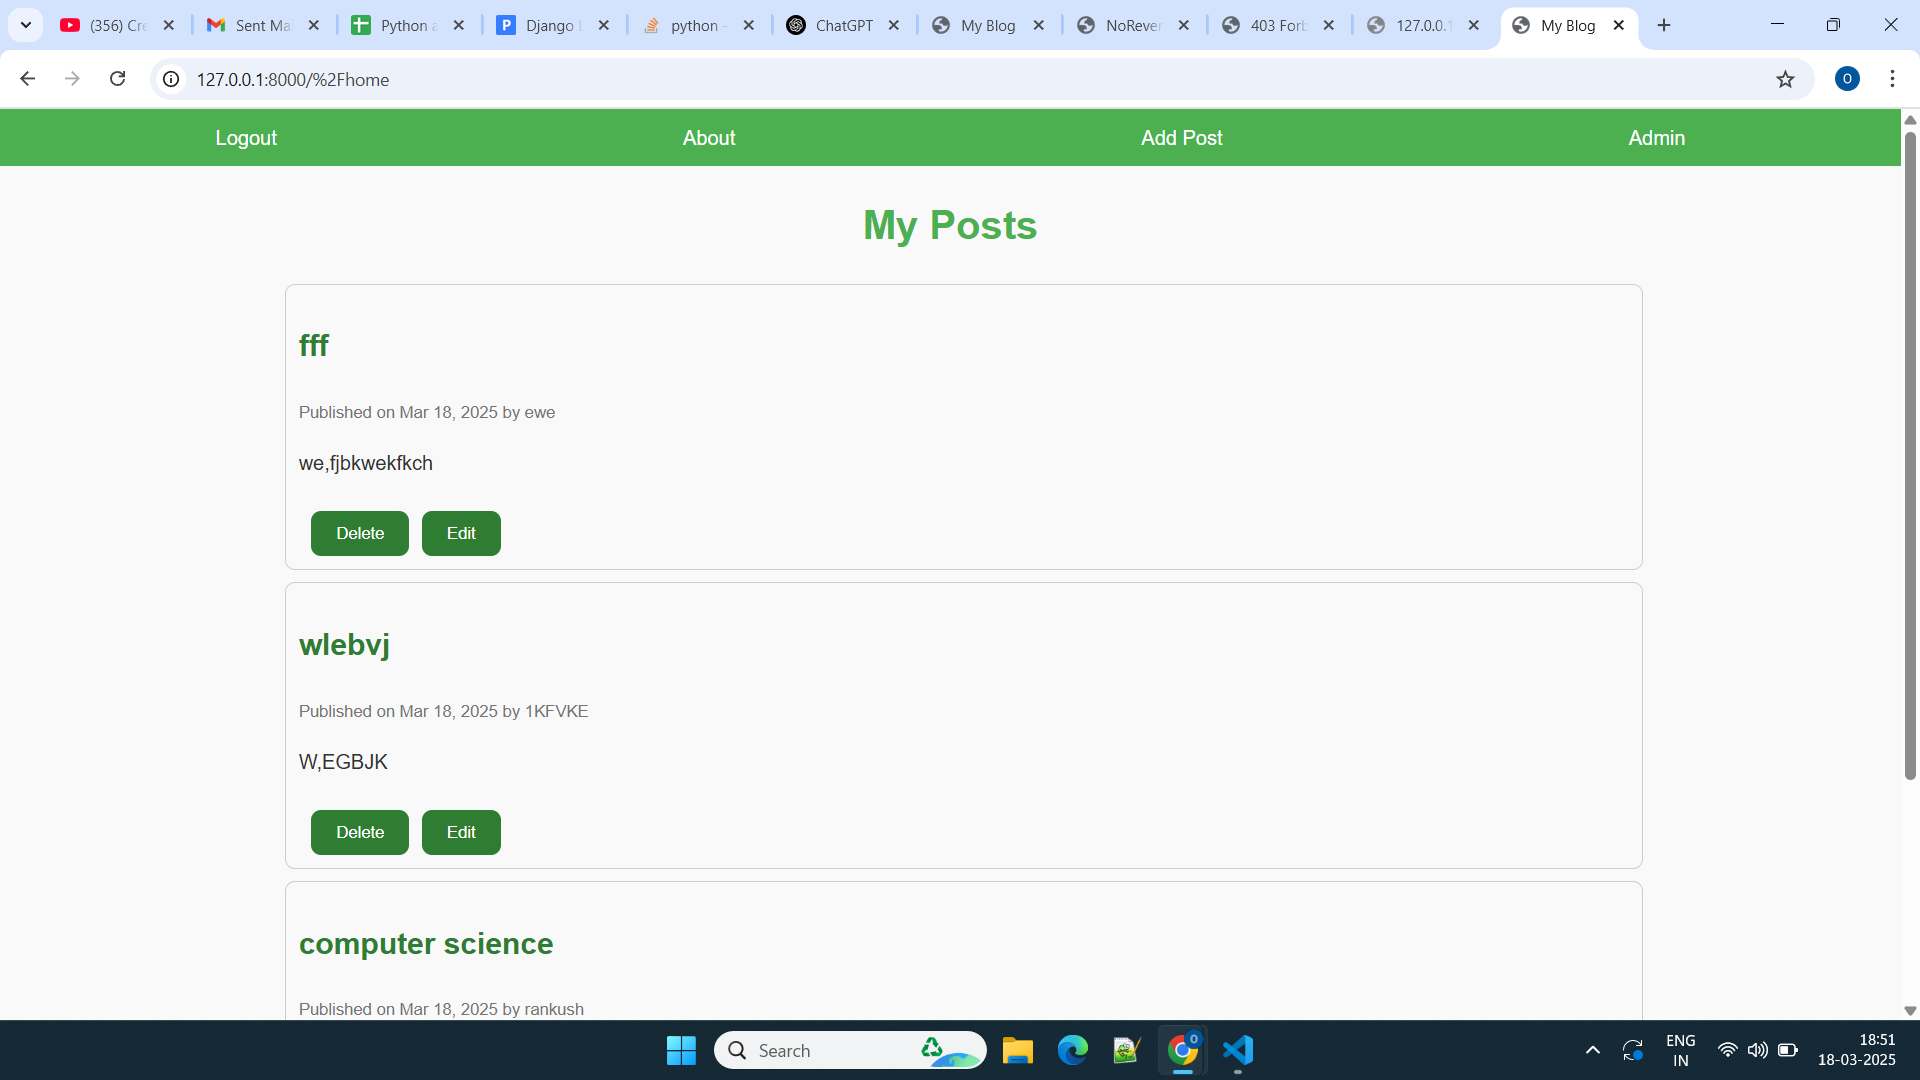 (356) Cre
Sent Mai
Python a
Django
python -
ChatGPT
My Blog
NoRever
403 Forb
127.0.0.1
My Blog
127.0.0.1:8000/%2Fhome
O
Logout
About
Add Post
Admin
My Posts
fff
Published on Mar 18, 2025 by ewe
we,fjbkwekfkch
Delete
Edit
wlebvj
Published on Mar 18, 2025 by 1KFVKE
W,EGBJK
Delete
Edit
computer science
Published on Mar 18, 2025 by rankush
Search
ENG
IN
18:51
18-03-2025